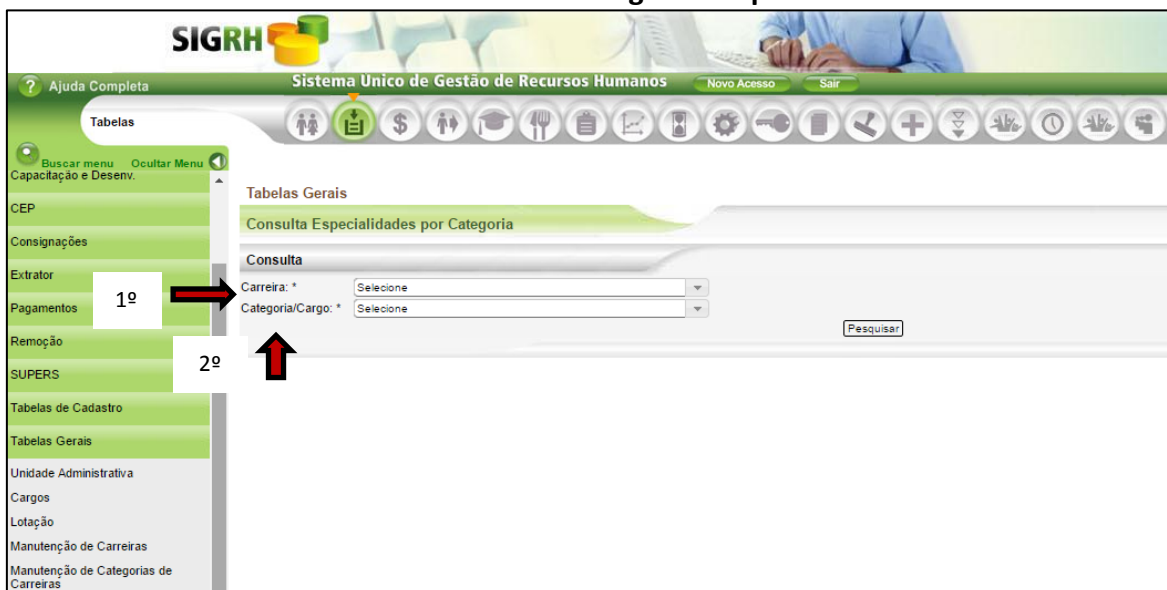 SIGRH
Ajuda Completa
Sistema Unico de Gestão de Recursos Humanos
Novo Acesso
Sair
Tabelas
$
Buscar menu
Ocultar Menu
Capacitação e Desenv.
CEP
Consignações
Extrator
Pagamentos
Remoção
SUPERS
Tabelas de Cadastro
Tabelas Gerais
Unidade Administrativa
Cargos
Lotação
Manutenção de Carreiras
Manutenção de Categorias de
Carreiras
Tabelas Gerais
Consulta Especialidades por Categoria
Consulta
Carreira: *
Selecione
Categoria/Cargo: *
Selecione
Pesquisar
1º
2º